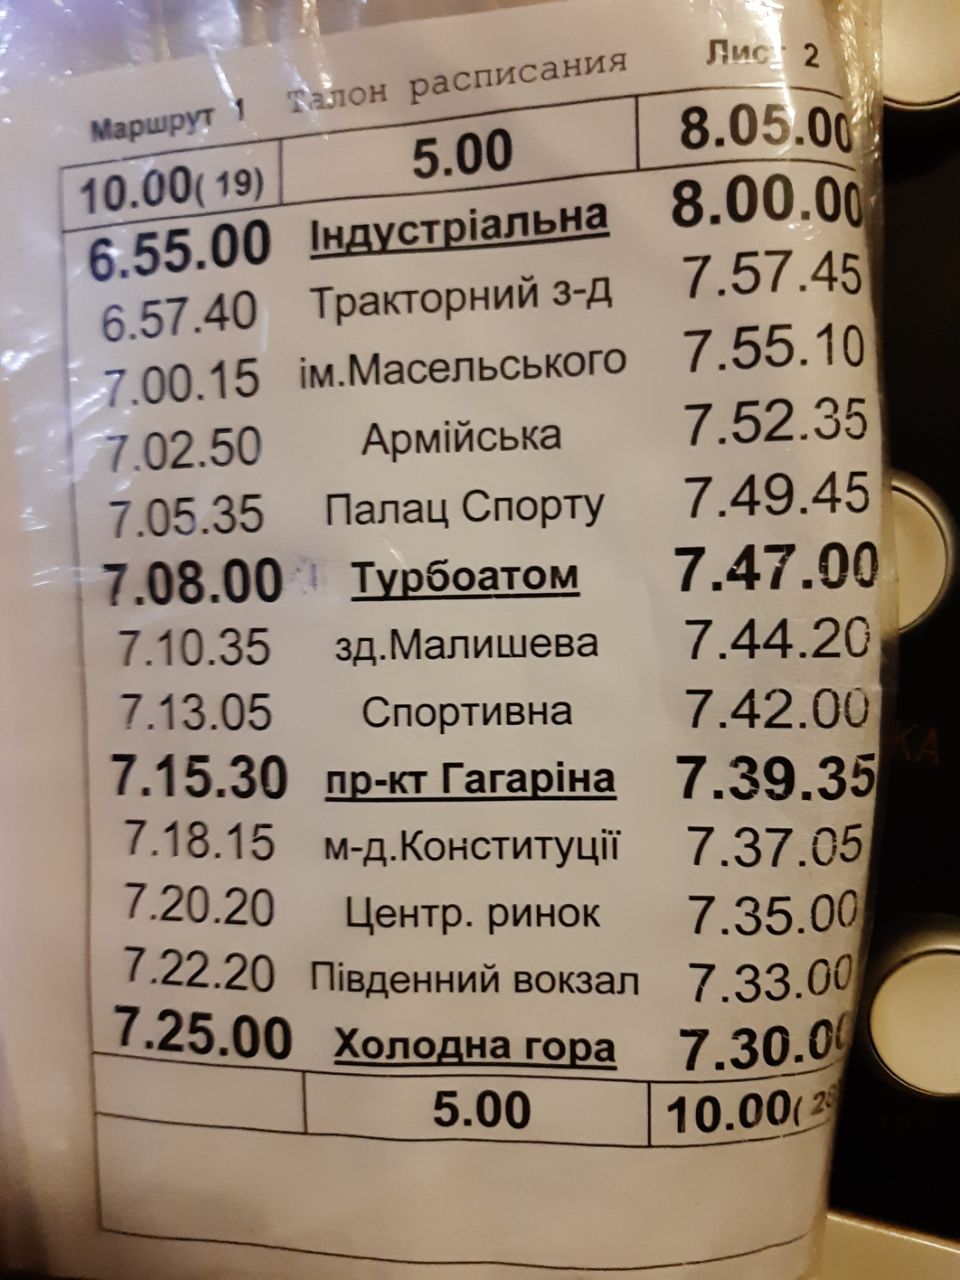 Маршрут 1 Талон расписания Лист 2
10.00( 19) 5.00 8.05.00
6.55.00 Індустріальна 8.00.00
6.57.40 Тракторний з-д 7.57.45
7.00.15 ім.Масельського 7.55.10
7.02.50 Армійська 7.52.35
7.05.35 Палац Спорту 7.49.45
7.08.00 Турбоатом 7.47.00
7.10.35 зд.Малишева 7.44.20
7.13.05 Спортивна 7.42.00
7.15.30 пр-кт Гагаріна 7.39.35
7.18.15 м-д.Конституції 7.37.05
7.20.20 Центр. ринок 7.35.00
7.22.20 Південний вокзал 7.33.00
7.25.00 Холодна гора 7.30.00
5.00 10.00(